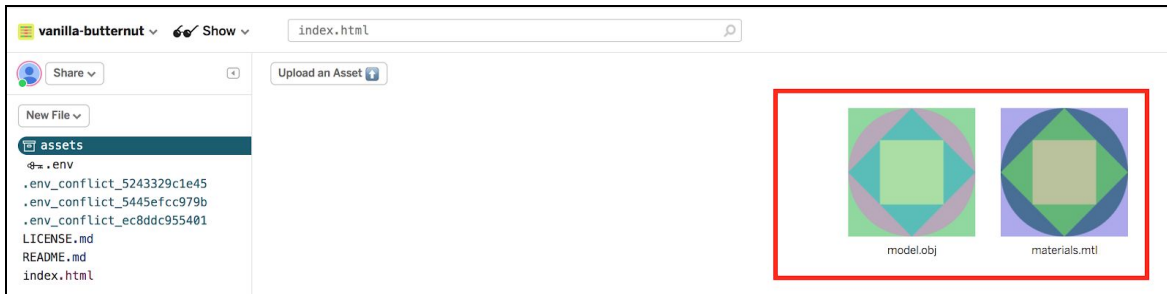 vanilla-butternut Show index.html
Share Upload an Asset
New File
assets
.env
.env_conflict_5243329c1e45
.env_conflict_5445efcc979b
.env_conflict_ec8ddc955401
LICENSE.md
README.md
index.html
model.obj materials.mtl